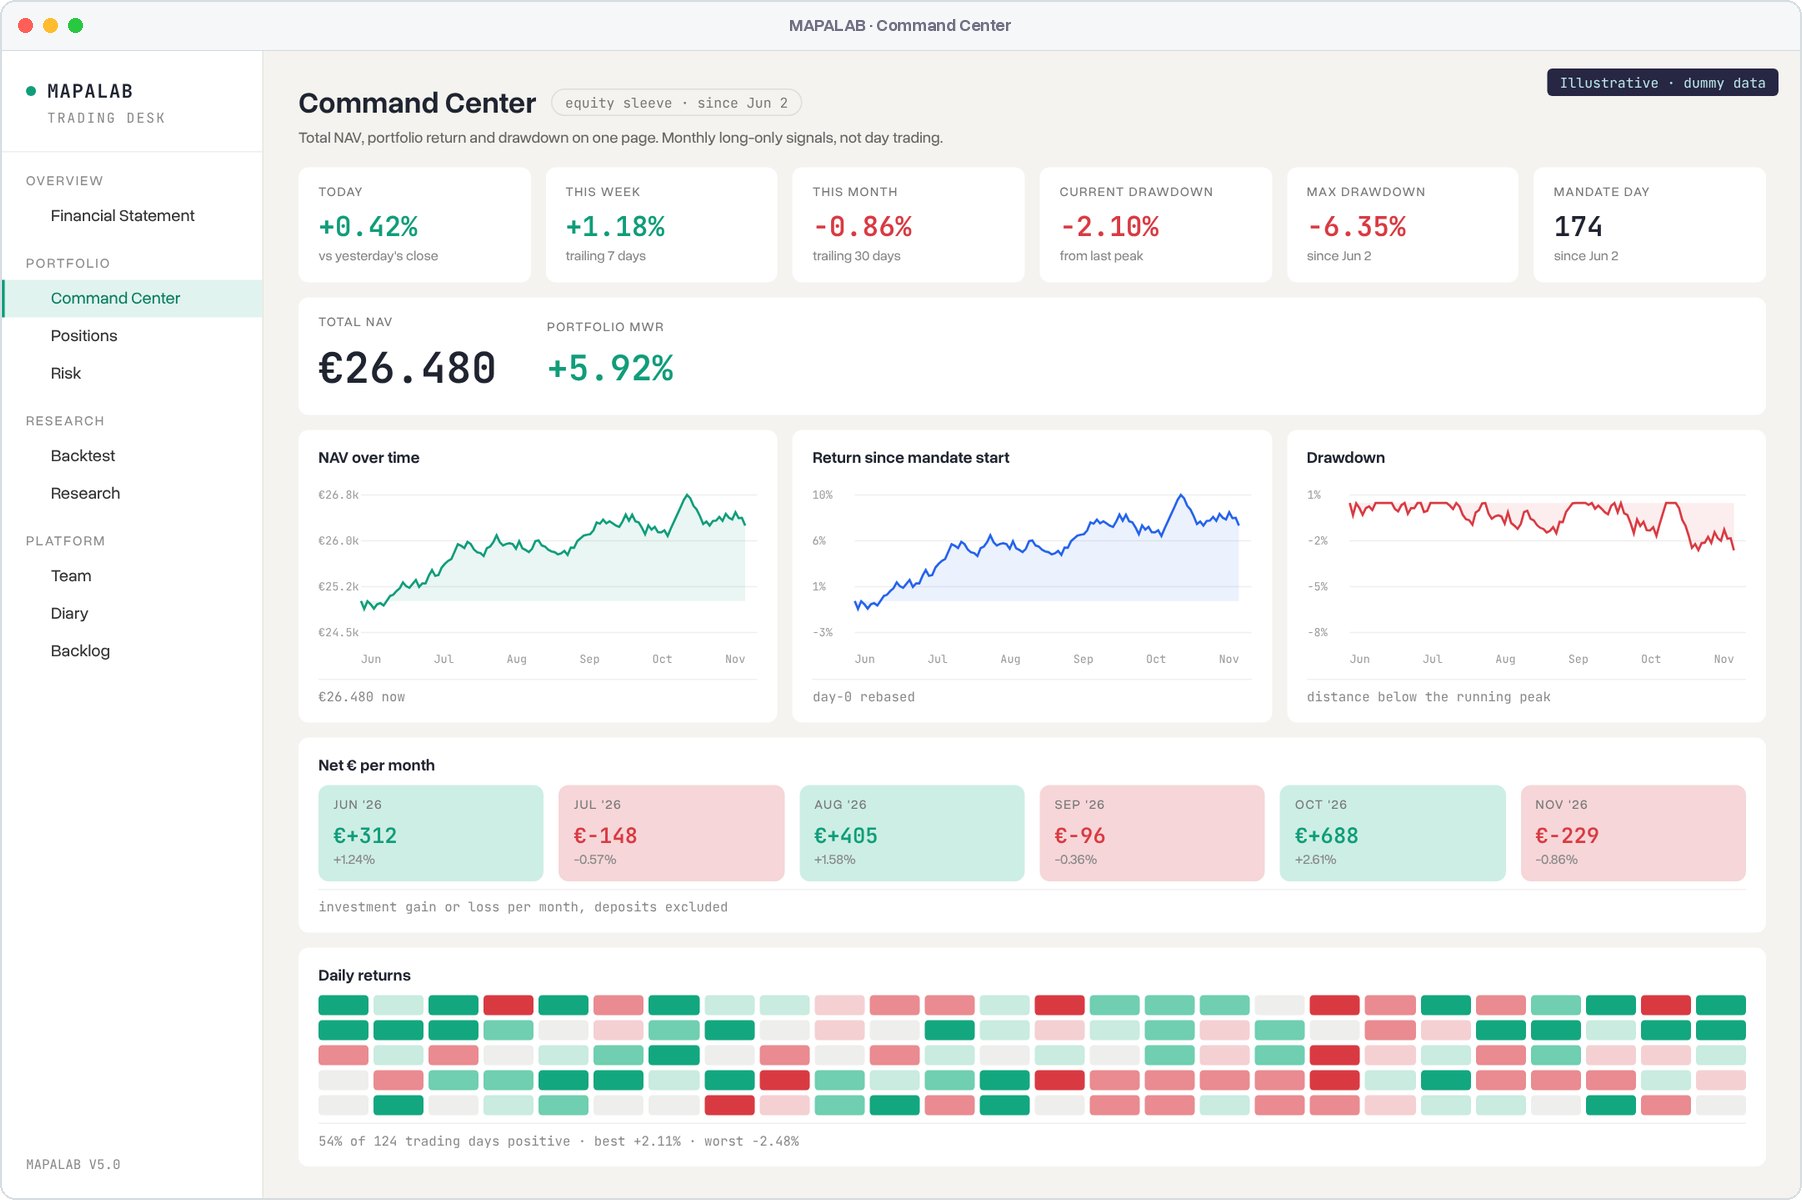 MAPALAB · Command Center
MAPALAB
TRADING DESK
OVERVIEW
Financial Statement
PORTFOLIO
Command Center
Positions
Risk
RESEARCH
Backtest
Research
PLATFORM
Team
Diary
Backlog
MAPALAB V5.0
Illustrative · dummy data
Command Center
equity sleeve · since Jun 2
Total NAV, portfolio return and drawdown on one page. Monthly long-only signals, not day trading.
TODAY
+0.42%
vs yesterday's close
THIS WEEK
+1.18%
trailing 7 days
THIS MONTH
-0.86%
trailing 30 days
CURRENT DRAWDOWN
-2.10%
from last peak
MAX DRAWDOWN
-6.35%
since Jun 2
MANDATE DAY
174
since Jun 2
TOTAL NAV
€26.480
PORTFOLIO MWR
+5.92%
NAV over time
€26.8k
€26.0k
€25.2k
€24.5k
Jun Jul Aug Sep Oct Nov
€26.480 now
Return since mandate start
10%
6%
1%
-3%
Jun Jul Aug Sep Oct Nov
day-0 rebased
Drawdown
1%
-2%
-5%
-8%
Jun Jul Aug Sep Oct Nov
distance below the running peak
Net € per month
JUN '26
€+312
+1.24%
JUL '26
€-148
-0.57%
AUG '26
€+405
+1.58%
SEP '26
€-96
-0.36%
OCT '26
€+688
+2.61%
NOV '26
€-229
-0.86%
investment gain or loss per month, deposits excluded
Daily returns
54% of 124 trading days positive · best +2.11% · worst -2.48%